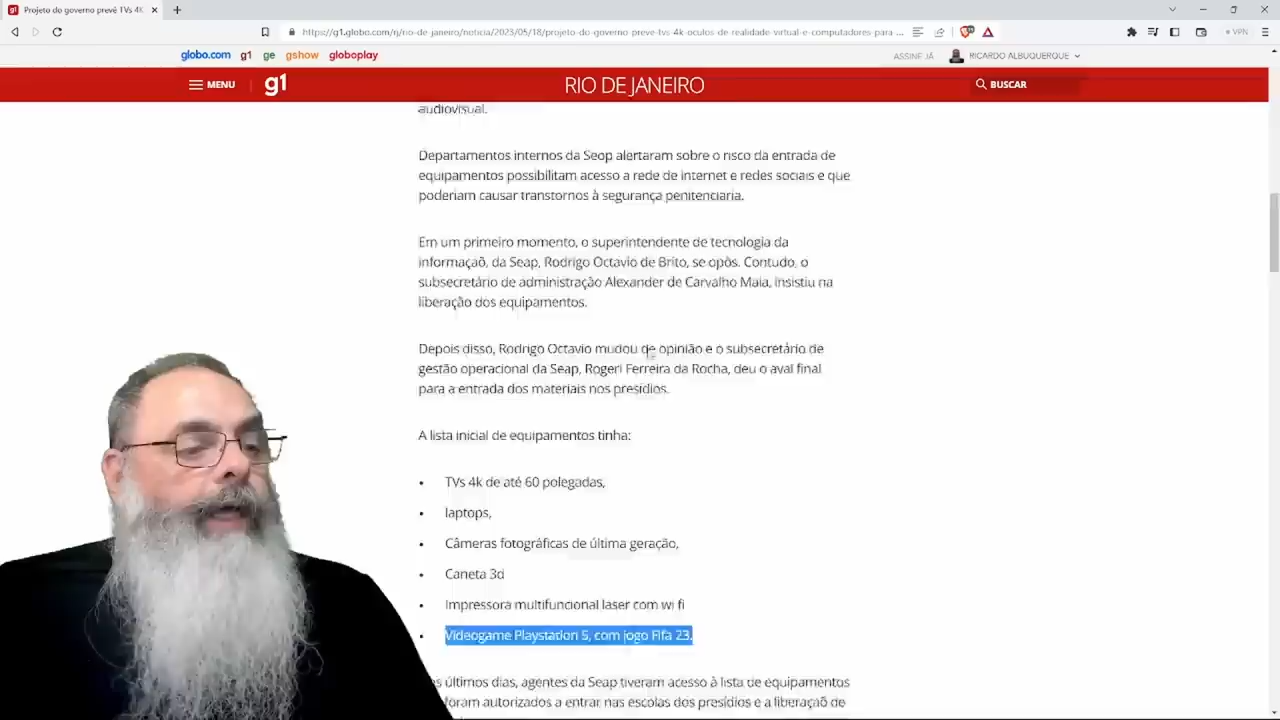 Projeto do governo prevê TVs 4K
https://g1.globo.com/rj/rio-de-janeiro/noticia/2023/05/18/projeto-do-governo-preve-tvs-4k-oculos-de-realidade-virtual-e-computadores-para ...
VPN
globo.com g1 ge gshow globoplay
ASSINE JÁ
RICARDO ALBUQUERQUE
MENU
g1
RIO DE JANEIRO
BUSCAR
audiovisual.
Departamentos internos da Seop alertaram sobre o risco da entrada de
equipamentos possibilitam acesso a rede de internet e redes sociais e que
poderiam causar transtornos à segurança penitenciaria.
Em um primeiro momento, o superintendente de tecnologia da
informaçaõ, da Seap, Rodrigo Octavio de Brito, se opôs. Contudo, o
subsecretário de administração Alexander de Carvalho Maia, insistiu na
liberação dos equipamentos.
Depois disso, Rodrigo Octavio mudou de opinião e o subsecretário de
gestão operacional da Seap, Rogeri Ferreira da Rocha, deu o aval final
para a entrada dos materiais nos presídios.
A lista inicial de equipamentos tinha:
• TVs 4k de até 60 polegadas,
• laptops,
• Câmeras fotográficas de última geração,
• Caneta 3d
• Impressora multifuncional laser com wi fi
• Videogame Playstation 5, com jogo Fifa 23.
últimos dias, agentes da Seap tiveram acesso à lista de equipamentos
foram autorizados a entrar nas escolas dos presídios e a liberação de